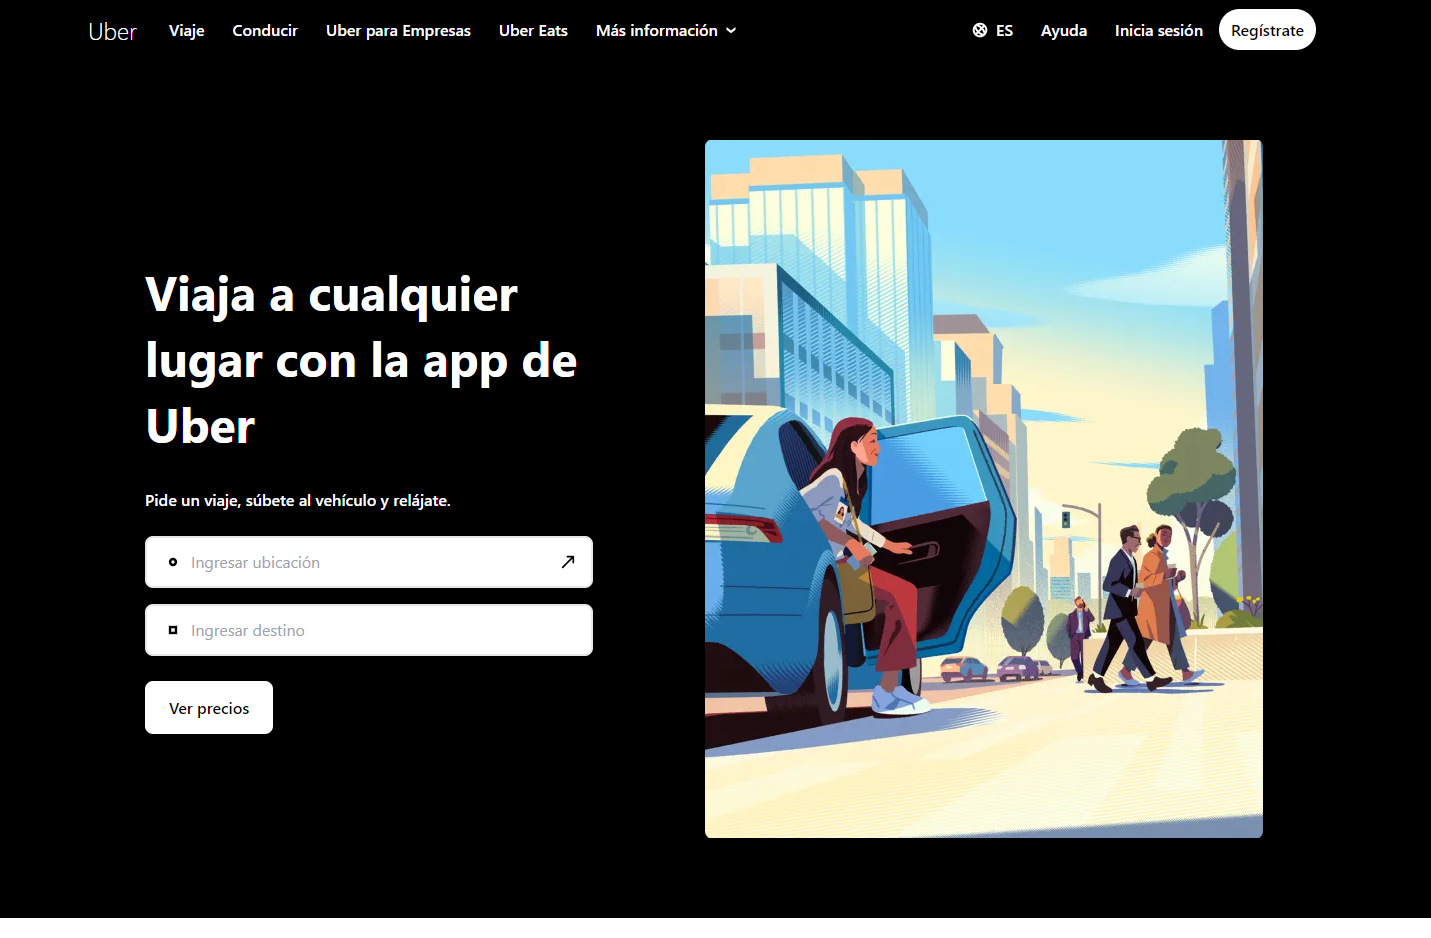 Uber Viaje Conducir Uber para Empresas Uber Eats Más información ES Ayuda Inicia sesión Regístrate
Viaja a cualquier
lugar con la app de
Uber
Pide un viaje, súbete al vehículo y relájate.
Ingresar ubicación
Ingresar destino
Ver precios